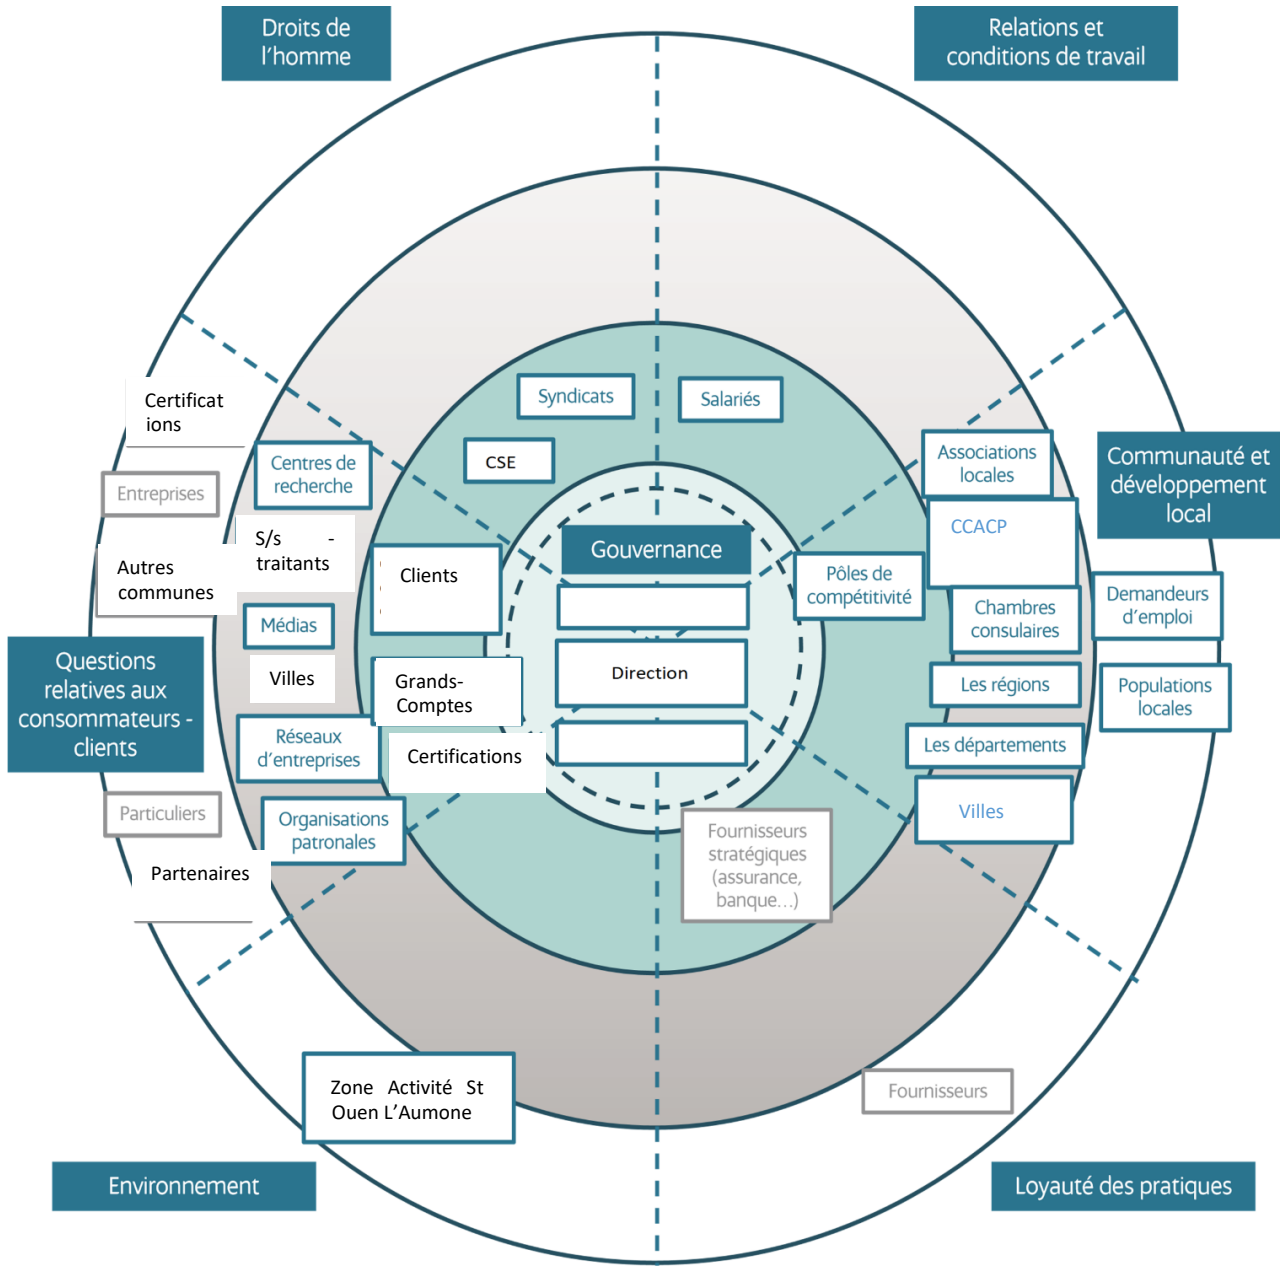 Droits de
l'homme
Relations et
conditions de travail
Syndicats
Salariés
CSE
Certificat
ions
Entreprises
Autres
communes
Centres de
recherche
S/s -
traitants
Médias
Villes
Réseaux
d'entreprises
Organisations
patronales
Questions
relatives aux
consommateurs -
clients
Particuliers
Partenaires
Clients
Grands-
Comptes
Certifications
Gouvernance
Direction
Pôles de
compétitivité
Fournisseurs
stratégiques
(assurance,
banque...)
Associations
locales
CCACP
Chambres
consulaires
Les régions
Les départements
Villes
Communauté et
développement
local
Demandeurs
d'emploi
Populations
locales
Zone Activité St
Ouen L'Aumone
Fournisseurs
Environnement
Loyauté des pratiques